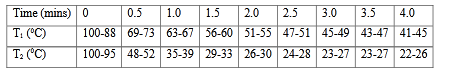 Time (mins) 0 0.5 1.0 1.5 2.0 2.5 3.0 3.5 4.0
T₁ (⁰C) 100-88 69-73 63-67 56-60 51-55 47-51 45-49 43-47 41-45
T₂ (⁰C) 100-95 48-52 35-39 29-33 26-30 24-28 23-27 23-27 22-26